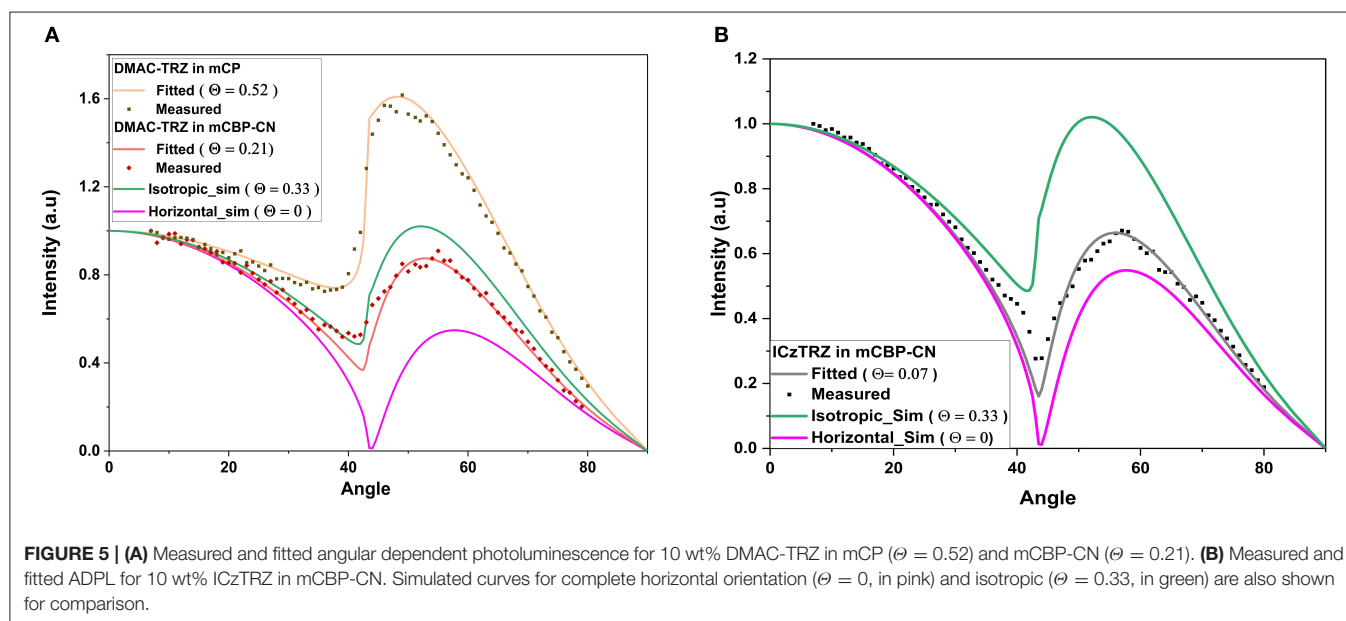 A
DMAC-TRZ in mCP
Fitted ( Θ = 0.52)
Measured
DMAC-TRZ in mCBP-CN
Fitted ( Θ = 0.21)
Measured
Isotropic_sim ( Θ = 0.33 )
Horizontal_sim ( Θ = 0 )
Intensity (a.u)
1.6
1.2
0.8
0.4
0.0
0 20 40 60 80
Angle
B
1.2
1.0
0.8
0.6
0.4
0.2
0.0
Intensity (a.u)
ICzTRZ in mCBP-CN
Fitted ( Θ= 0.07 )
Measured
Isotropic_Sim ( Θ = 0.33)
Horizontal_Sim ( Θ = 0)
0 20 40 60 80
Angle
FIGURE 5 | (A) Measured and fitted angular dependent photoluminescence for 10 wt% DMAC-TRZ in mCP (Θ = 0.52) and mCBP-CN (Θ = 0.21). (B) Measured and
fitted ADPL for 10 wt% ICzTRZ in mCBP-CN. Simulated curves for complete horizontal orientation (Θ = 0, in pink) and isotropic (Θ = 0.33, in green) are also shown
for comparison.